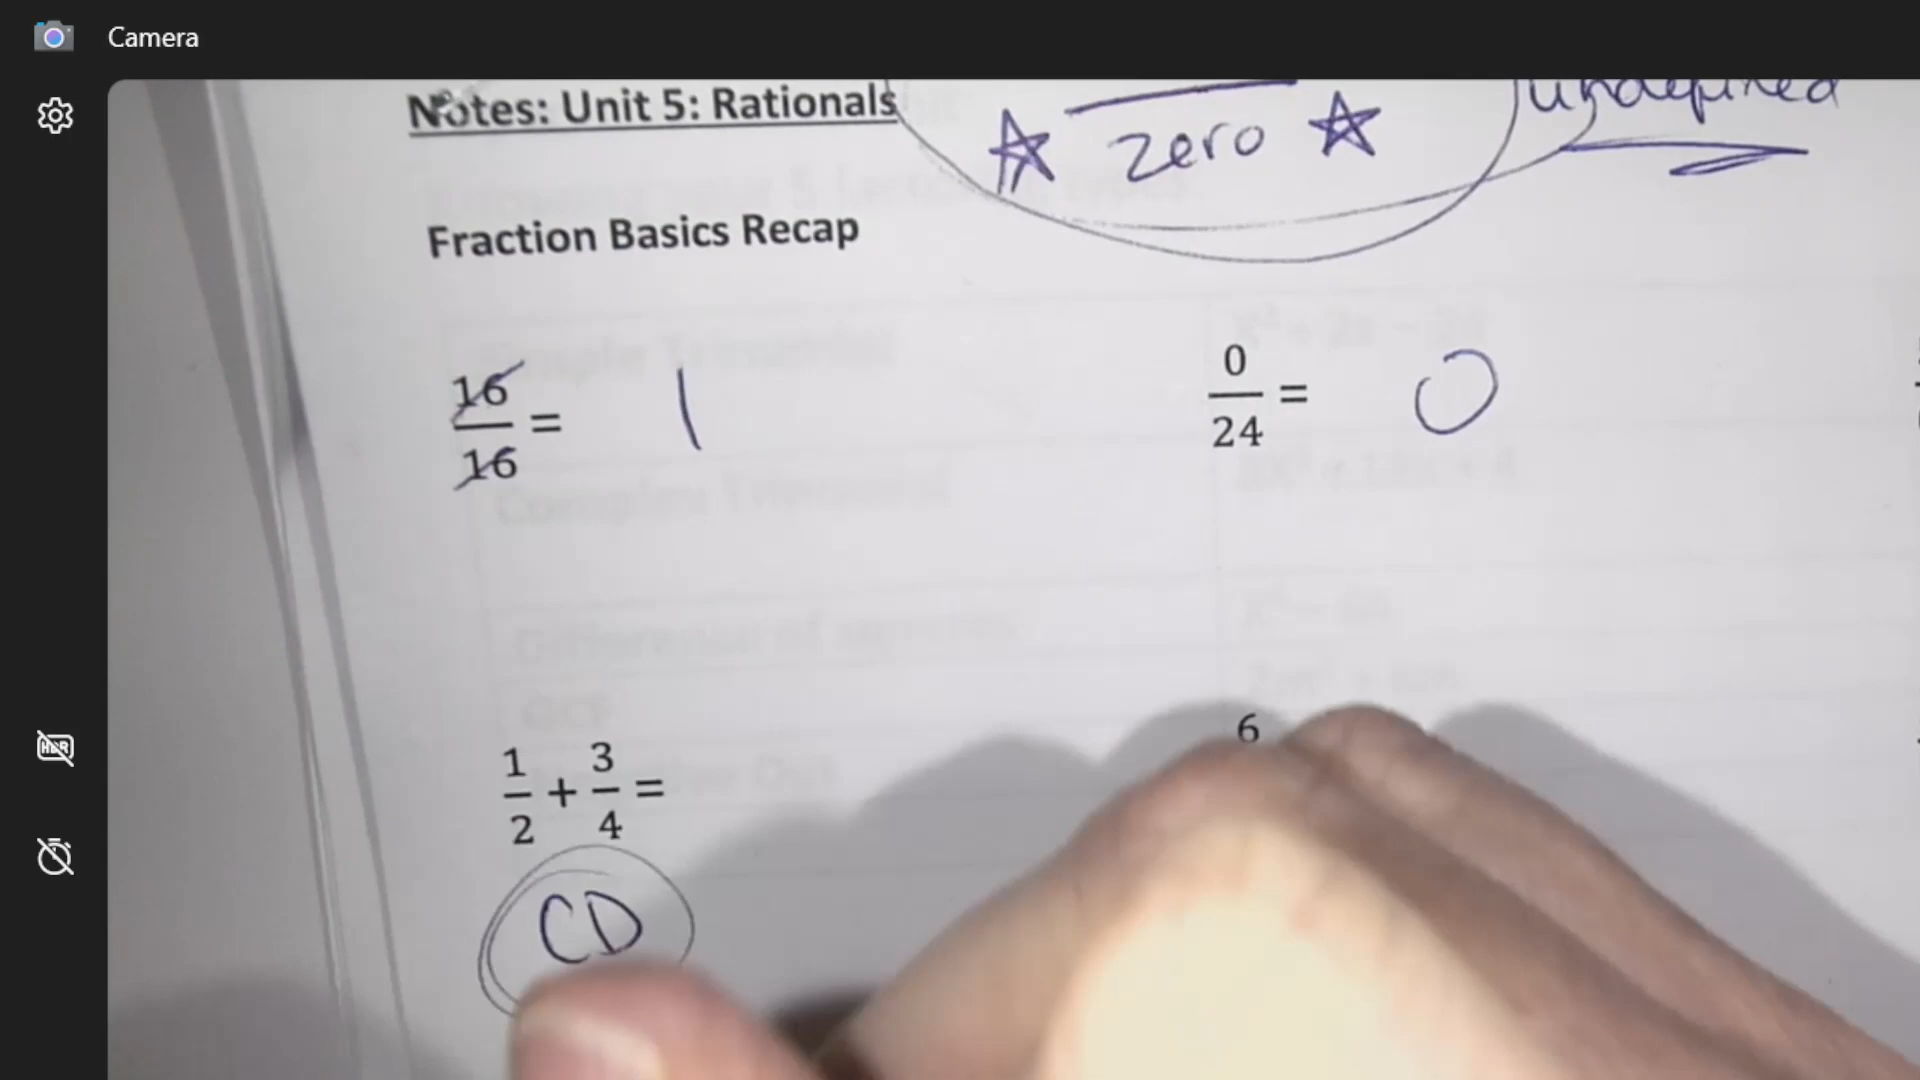 Camera
Notes: Unit 5: Rationals
☆ zero ☆
undefined
Fraction Basics Recap
16/16 = 1
0/24 = 0
1/2 + 3/4 =
6
CD